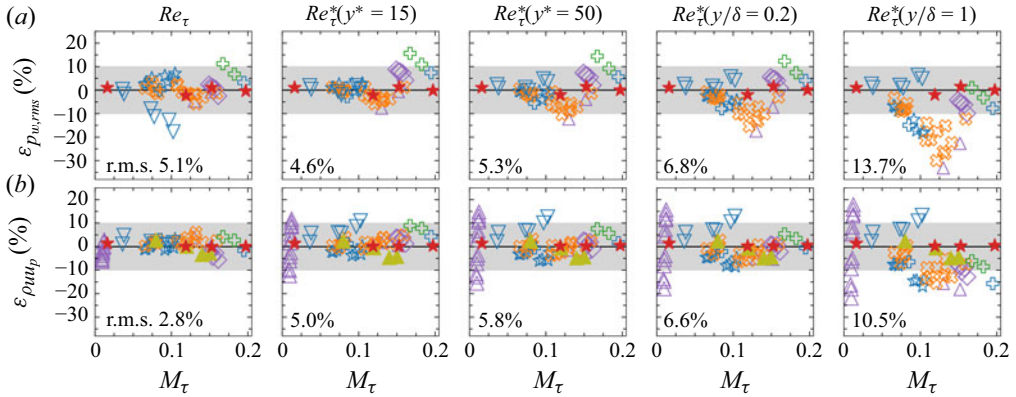 (a) Re_τ Re*_τ(y* = 15) Re*_τ(y* = 50) Re*_τ(y/δ = 0.2) Re*_τ(y/δ = 1)
ε_{p_{w,rms}} (%)
20
10
0
−10
−20
−30
r.m.s. 5.1% 4.6% 5.3% 6.8% 13.7%
(b)
ε_{ρuu_p} (%)
20
10
0
−10
−20
−30
r.m.s. 2.8% 5.0% 5.8% 6.6% 10.5%
0 0.1 0.2 0 0.1 0.2 0 0.1 0.2 0 0.1 0.2 0 0.1 0.2
M_τ M_τ M_τ M_τ M_τ